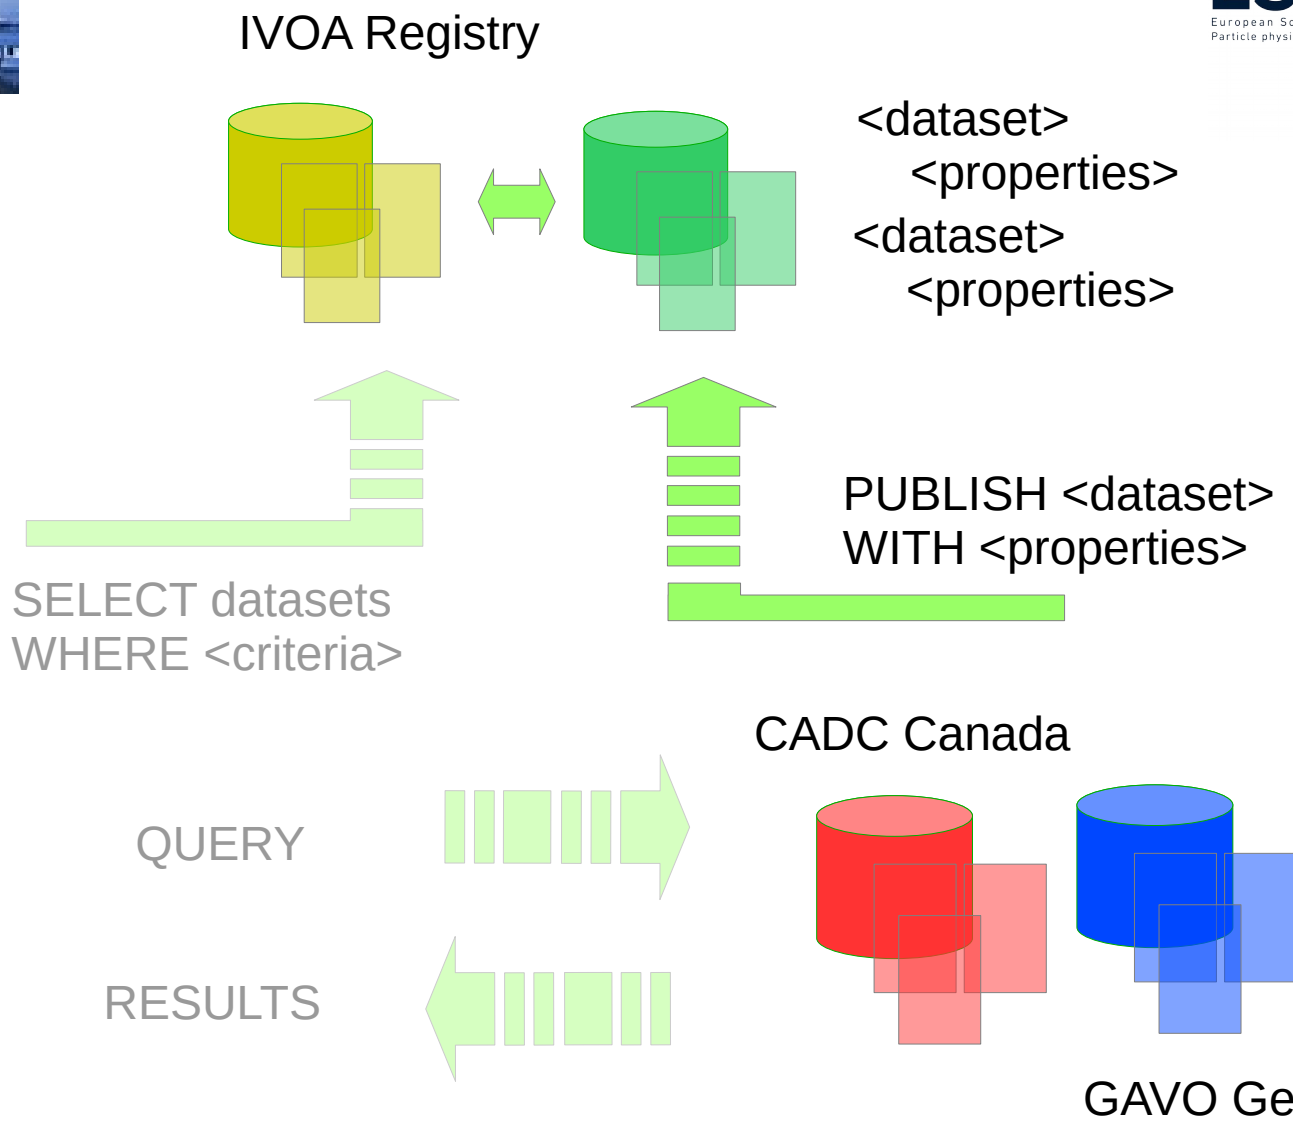 IVOA Registry
European Sc
Particle physi
<dataset>
<properties>
<dataset>
<properties>
PUBLISH <dataset>
WITH <properties>
SELECT datasets
WHERE <criteria>
CADC Canada
QUERY
RESULTS
GAVO Ge